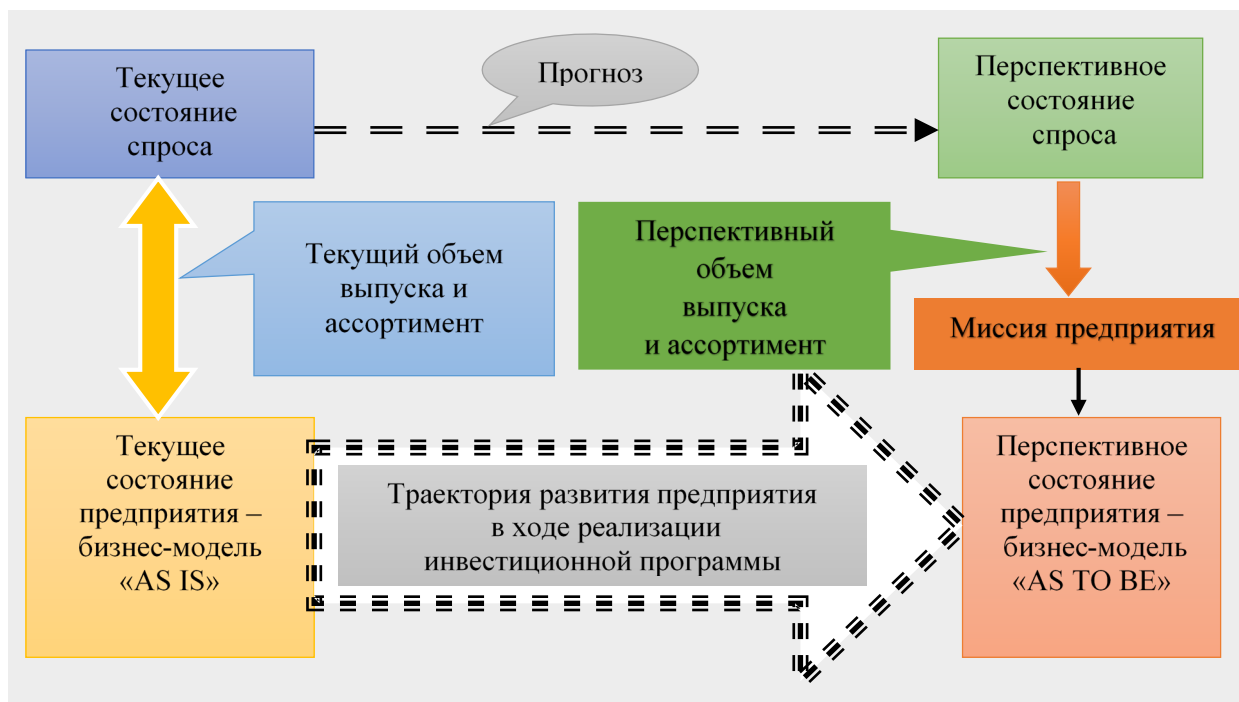 Текущее
состояние
спроса
Прогноз
Перспективное
состояние
спроса
Текущий объем
выпуска и
ассортимент
Перспективный
объем
выпуска
и ассортимент
Миссия предприятия
Текущее
состояние
предприятия –
бизнес-модель
«AS IS»
Траектория развития предприятия
в ходе реализации
инвестиционной программы
Перспективное
состояние
предприятия –
бизнес-модель
«AS TO BE»